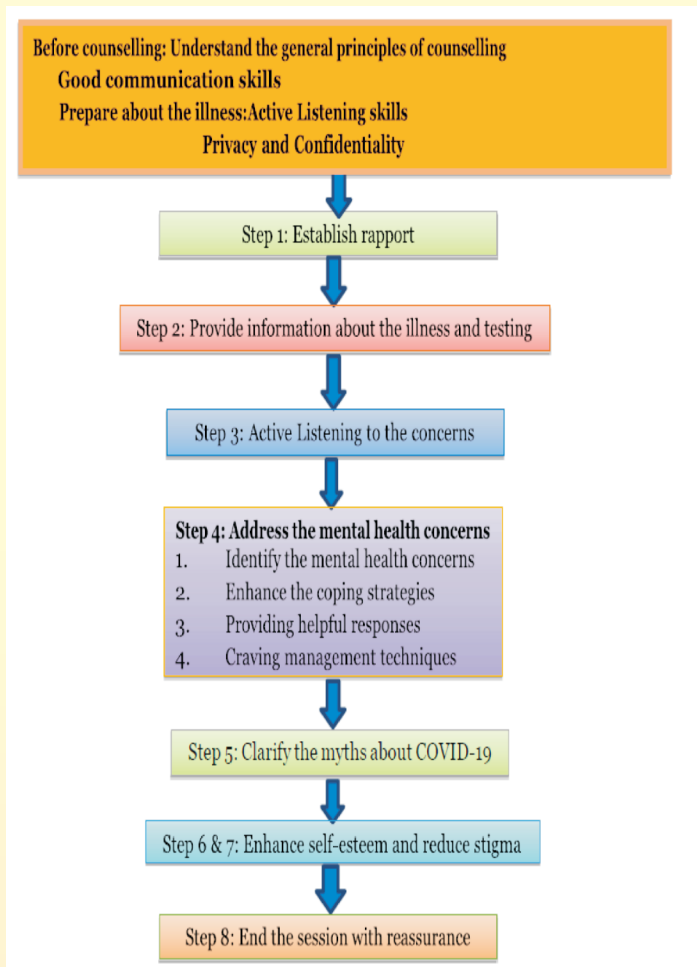 Before counselling: Understand the general principles of counselling
Good communication skills
Prepare about the illness:Active Listening skills
Privacy and Confidentiality
Step 1: Establish rapport
Step 2: Provide information about the illness and testing
Step 3: Active Listening to the concerns
Step 4: Address the mental health concerns
1. Identify the mental health concerns
2. Enhance the coping strategies
3. Providing helpful responses
4. Craving management techniques
Step 5: Clarify the myths about COVID-19
Step 6 & 7: Enhance self-esteem and reduce stigma
Step 8: End the session with reassurance